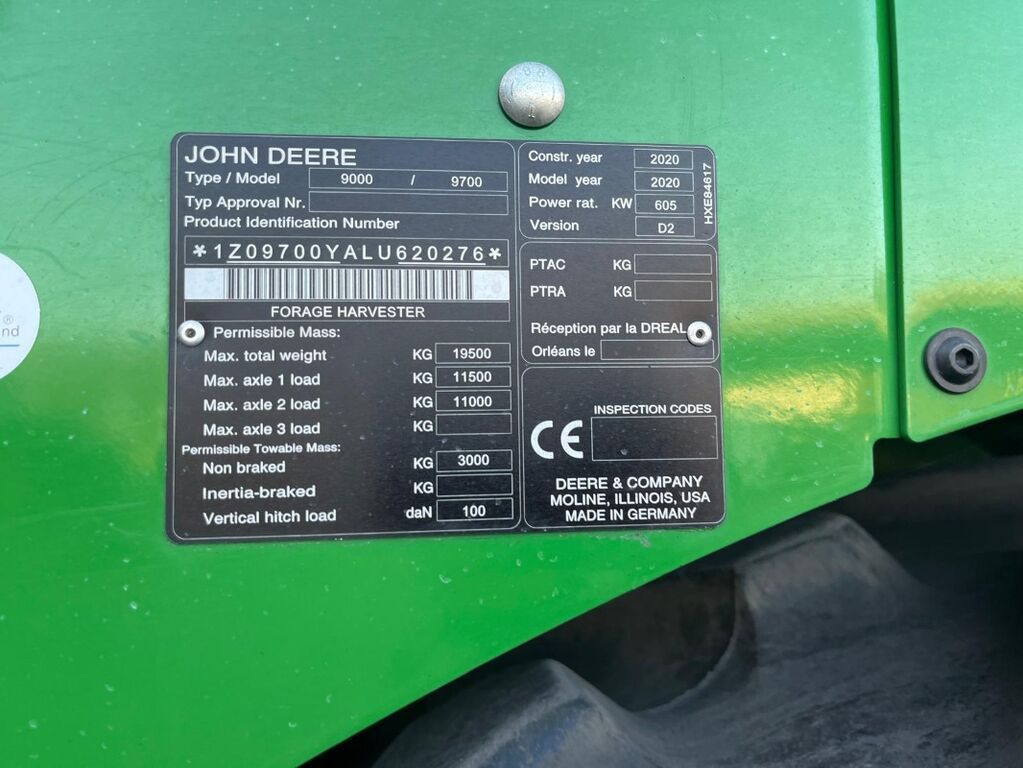 JOHN DEERE
Type / Model 9000 / 9700
Typ Approval Nr.
Product Identification Number
*1Z09700YALU620276*
FORAGE HARVESTER
Permissible Mass:
Max. total weight KG 19500
Max. axle 1 load KG 11500
Max. axle 2 load KG 11000
Max. axle 3 load KG
Permissible Towable Mass:
Non braked KG 3000
Inertia-braked KG
Vertical hitch load daN 100
Constr. year 2020
Model year 2020
Power rat. KW 605
Version D2
HXE84617
PTAC KG
PTRA KG
Réception par la DREAL
Orléans le
INSPECTION CODES
CE
DEERE & COMPANY
MOLINE, ILLINOIS, USA
MADE IN GERMANY
®
nd